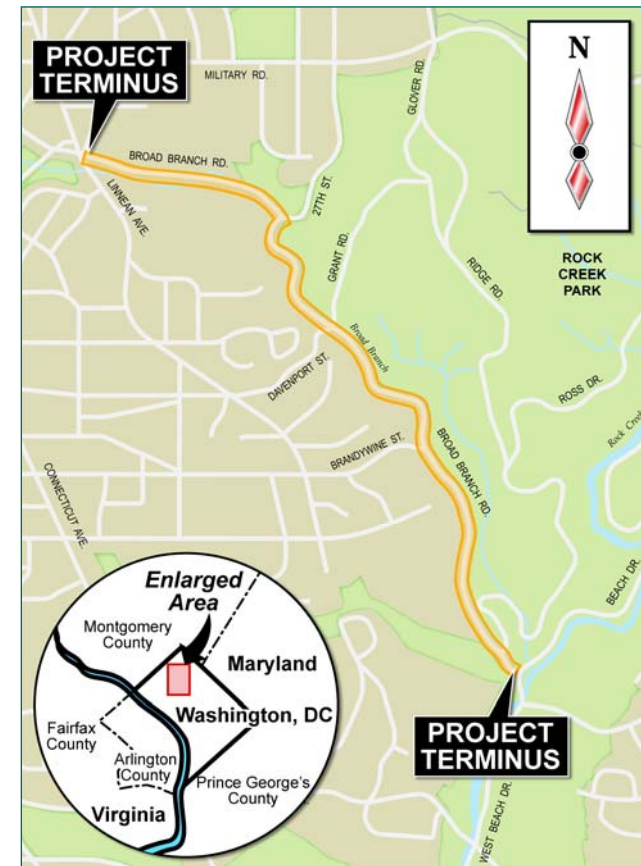 PROJECT
TERMINUS
MILITARY RD.
GLOVER RD.
N
BROAD BRANCH RD.
LINNEAN AVE.
27TH ST.
GRANT RD.
RIDGE RD.
ROCK
CREEK
PARK
Broad Branch
DAVENPORT ST.
ROSS DR.
BRANDYWINE ST.
BROAD BRANCH RD.
Rock Creek
CONNECTICUT AVE.
BEACH DR.
Enlarged
Area
Montgomery
County
Maryland
Washington, DC
Fairfax
County
Arlington
County
Prince George's
County
Virginia
PROJECT
TERMINUS
WEST BEACH DR.